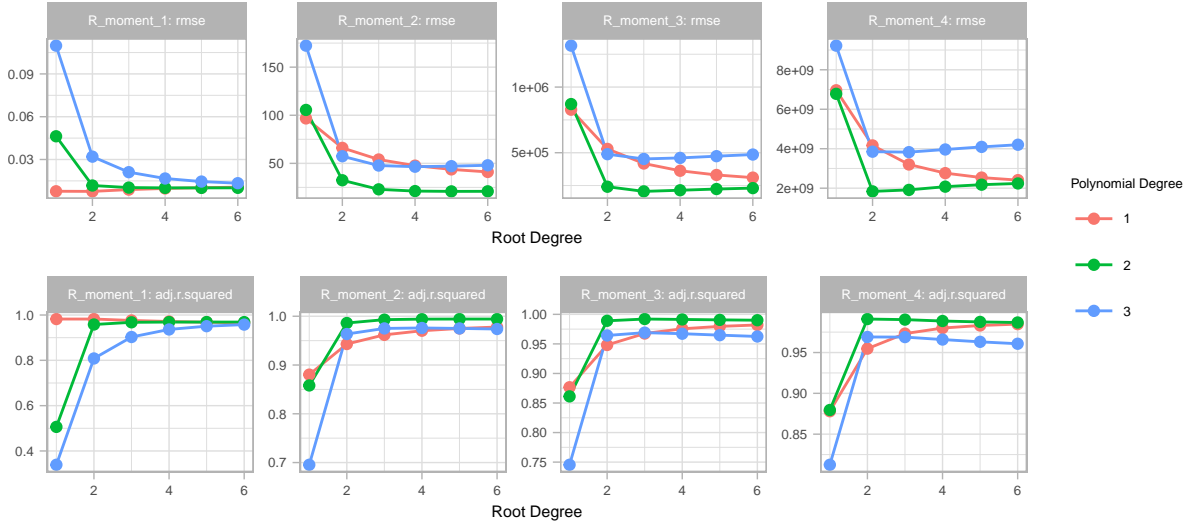 R_moment_1: rmse R_moment_2: rmse R_moment_3: rmse R_moment_4: rmse
0.09
0.06
0.03
150
100
50
1e+06
5e+05
8e+09
6e+09
4e+09
2e+09
2 4 6 2 4 6 2 4 6 2 4 6
Root Degree
R_moment_1: adj.r.squared R_moment_2: adj.r.squared R_moment_3: adj.r.squared R_moment_4: adj.r.squared
1.0
0.8
0.6
0.4
1.0
0.9
0.8
0.7
1.00
0.95
0.90
0.85
0.80
0.75
0.95
0.90
0.85
2 4 6 2 4 6 2 4 6 2 4 6
Root Degree
Polynomial Degree
1
2
3